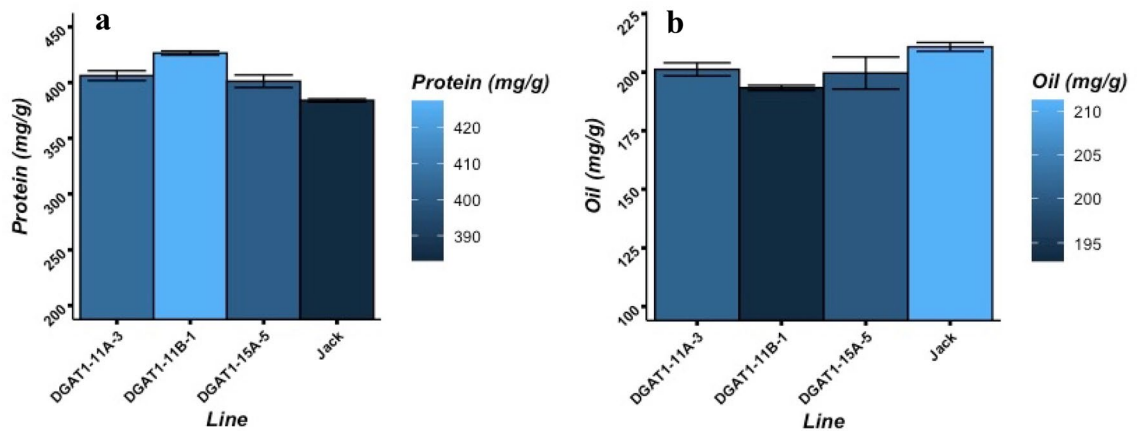 a
Protein (mg/g)
450
400
350
300
250
200
DGAT1-11A-3
DGAT1-11B-1
DGAT1-15A-5
Jack
Line
Protein (mg/g)
420
410
400
390
b
Oil (mg/g)
225
200
175
150
125
100
DGAT1-11A-3
DGAT1-11B-1
DGAT1-15A-5
Jack
Line
Oil (mg/g)
210
205
200
195